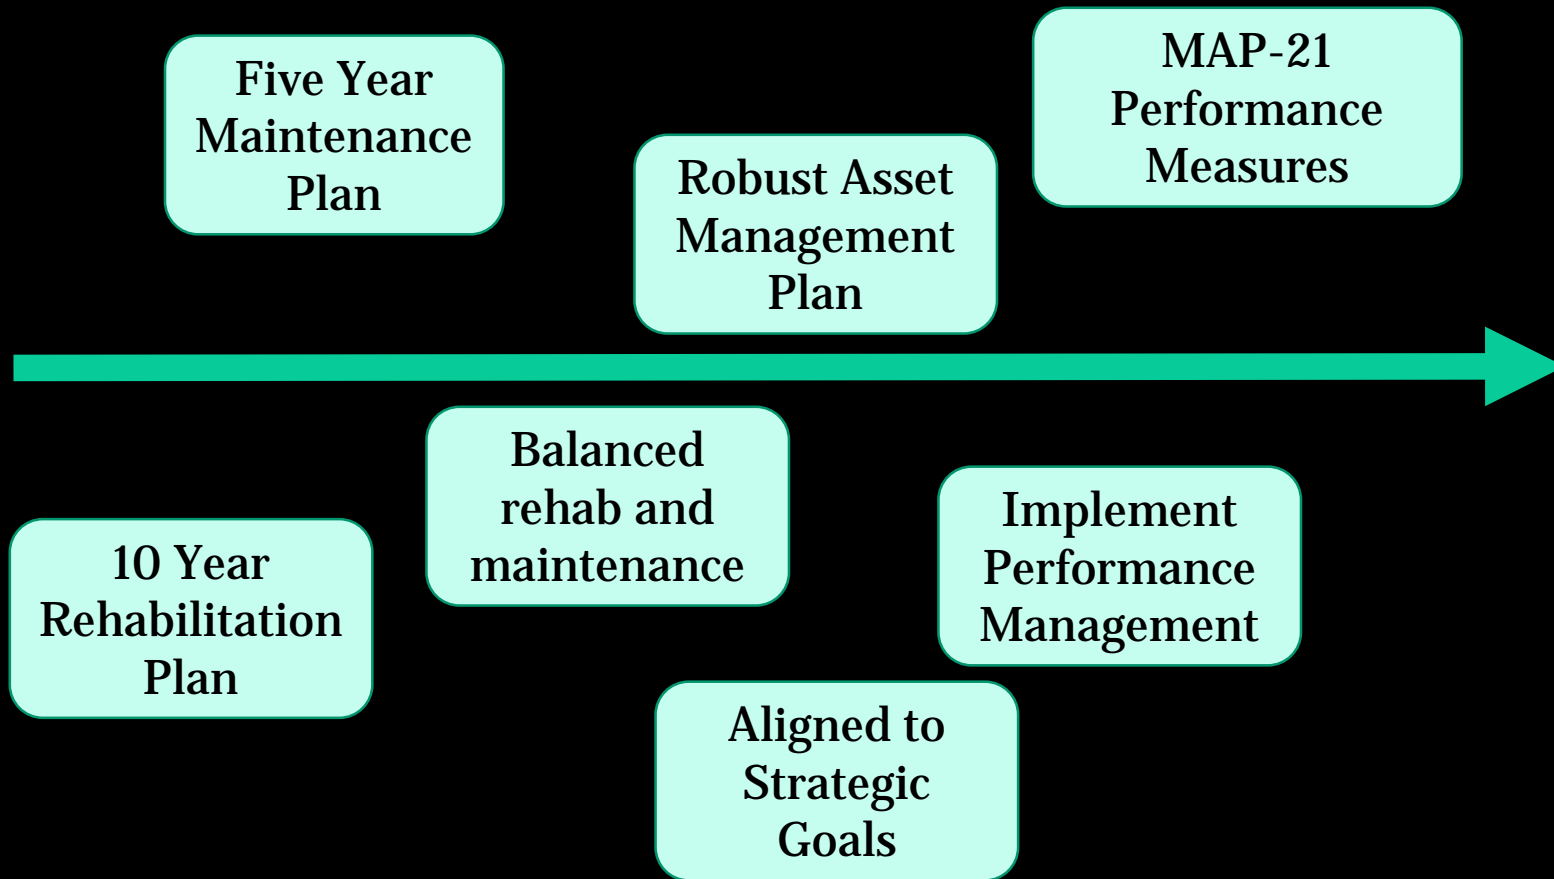 Five Year
Maintenance
Plan
MAP-21
Performance
Measures
Robust Asset
Management
Plan
Balanced
rehab and
maintenance
Implement
Performance
Management
10 Year
Rehabilitation
Plan
Aligned to
Strategic
Goals